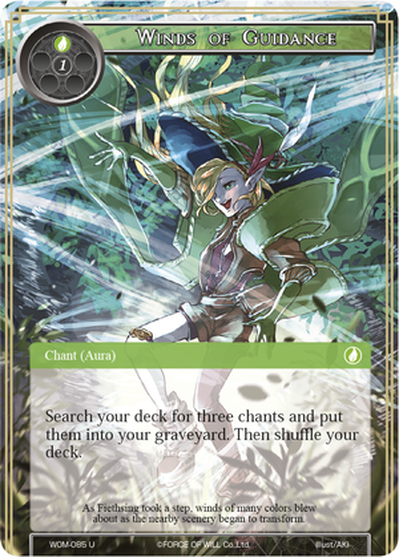 Winds of Guidance
1
Chant (Aura)
Search your deck for three chants and put
them into your graveyard. Then shuffle your
deck.
As Fiethsing took a step, winds of many colors blew
about as the nearby scenery began to transform.
WOM-085 U ©FORCE OF WILL Co.,Ltd. Illust/AKI